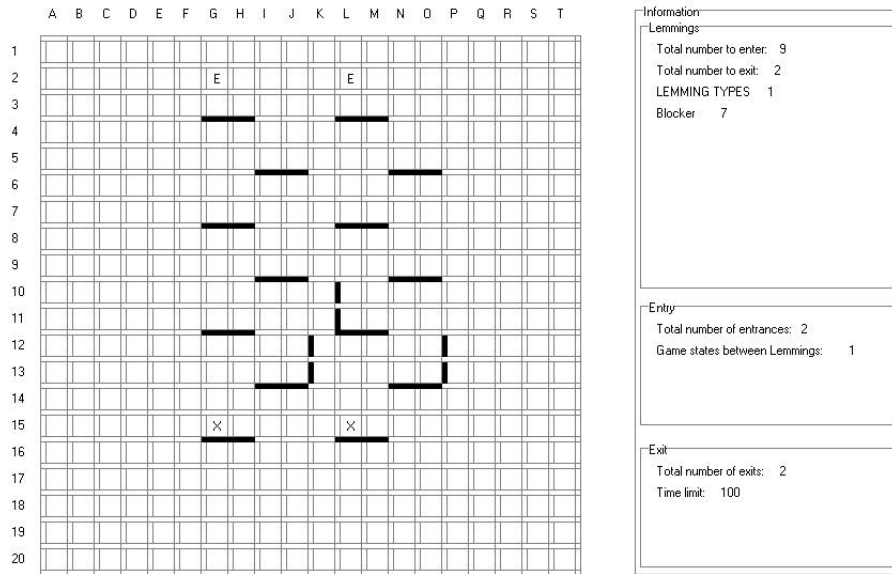 A B C D E F G H I J K L M N O P Q R S T
1
2 E E
3
4
5
6
7
8
9
10
11
12
13
14
15 X X
16
17
18
19
20
Information
Lemmings
Total number to enter: 9
Total number to exit: 2
LEMMING TYPES 1
Blocker 7
Entry
Total number of entrances: 2
Game states between Lemmings: 1
Exit
Total number of exits: 2
Time limit: 100